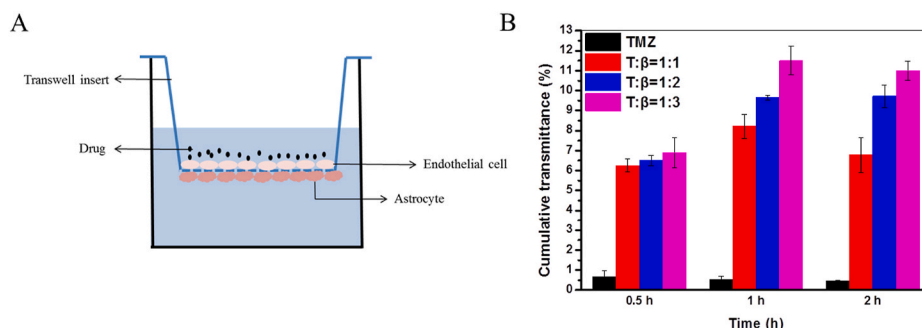 A
Transwell insert
Drug
Endothelial cell
Astrocyte
B
Cumulative transmittance (%)
13
12
11
10
9
8
7
6
5
4
3
2
1
0
TMZ
T:β=1:1
T:β=1:2
T:β=1:3
0.5 h
1 h
2 h
Time (h)